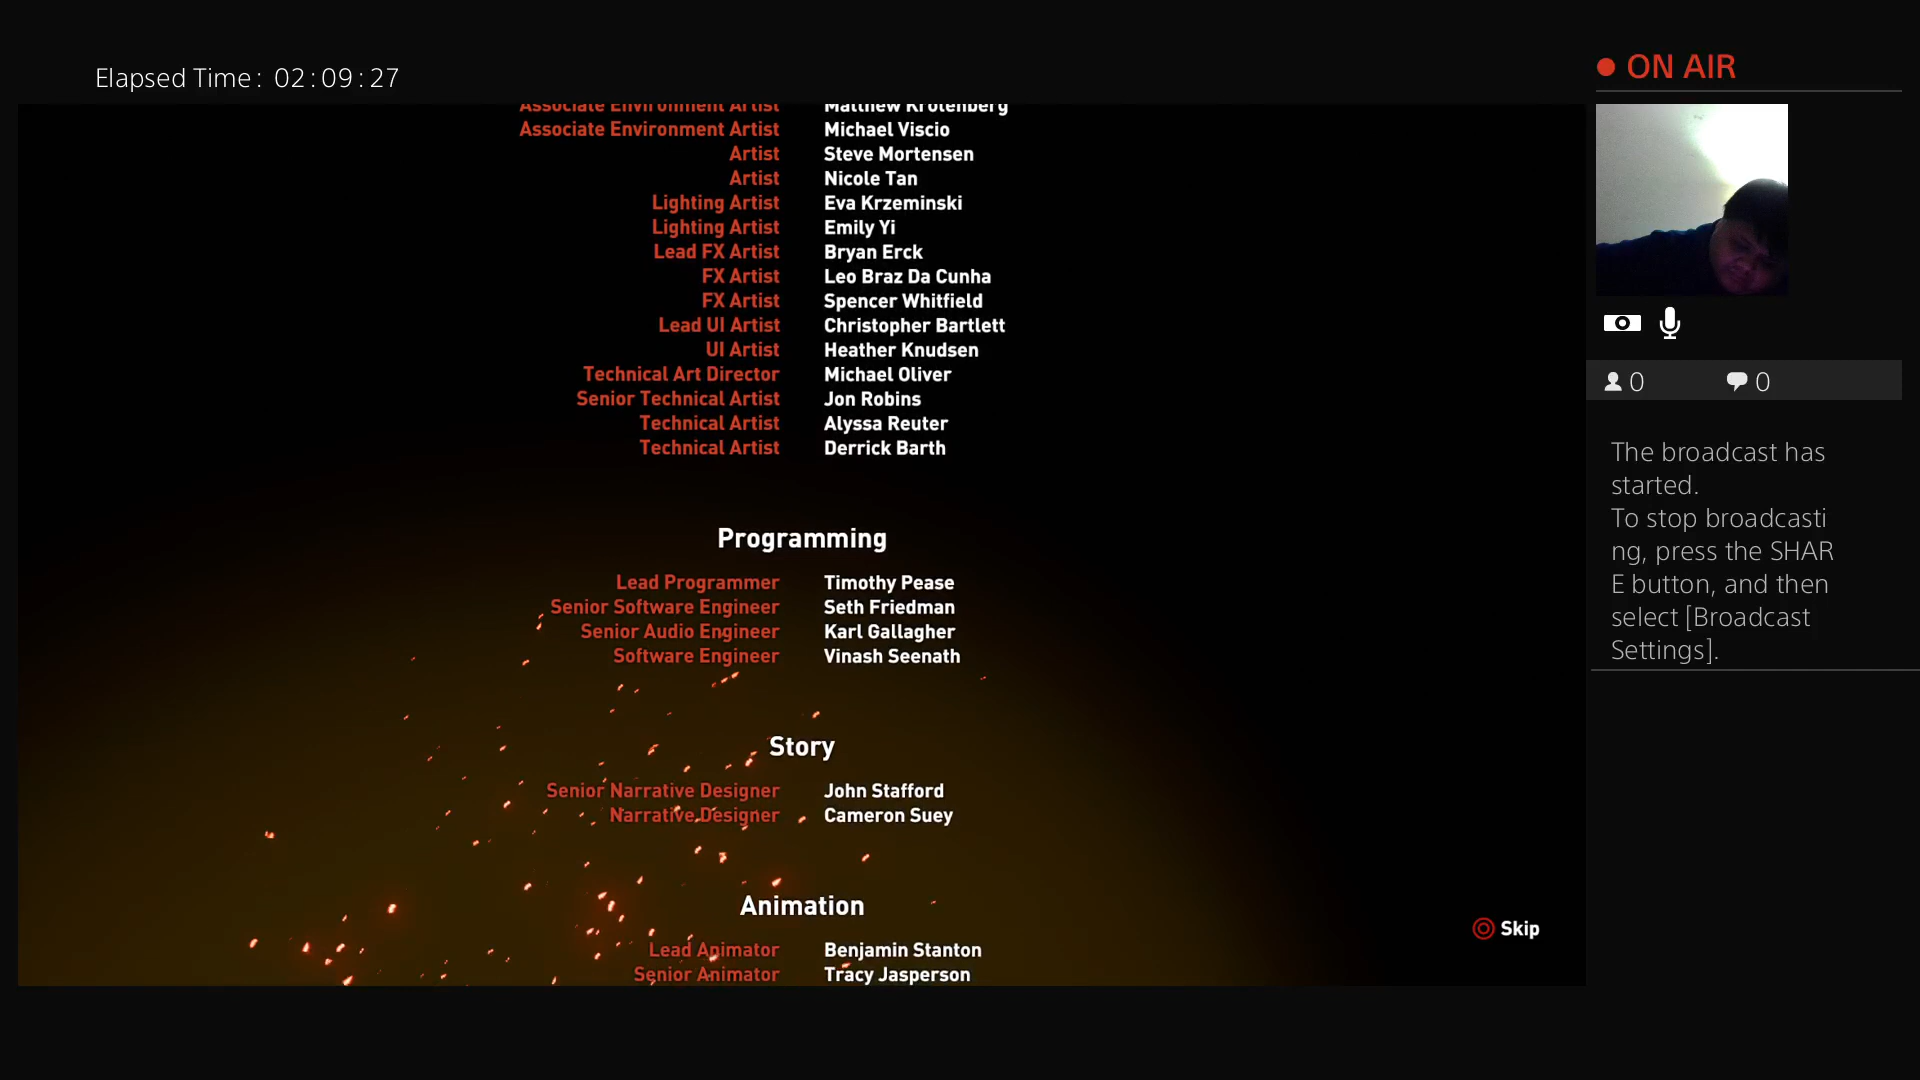 Elapsed Time: 02:09:27
ON AIR
Associate Environment Artist Matthew Krotenberg
Associate Environment Artist Michael Viscio
Artist Steve Mortensen
Artist Nicole Tan
Lighting Artist Eva Krzeminski
Lighting Artist Emily Yi
Lead FX Artist Bryan Erck
FX Artist Leo Braz Da Cunha
FX Artist Spencer Whitfield
Lead UI Artist Christopher Bartlett
UI Artist Heather Knudsen
Technical Art Director Michael Oliver
Senior Technical Artist Jon Robins
Technical Artist Alyssa Reuter
Technical Artist Derrick Barth
Programming
Lead Programmer Timothy Pease
Senior Software Engineer Seth Friedman
Senior Audio Engineer Karl Gallagher
Software Engineer Vinash Seenath
Story
Senior Narrative Designer John Stafford
Narrative Designer Cameron Suey
Animation
Lead Animator Benjamin Stanton
Senior Animator Tracy Jasperson
Skip
0 0
The broadcast has
started.
To stop broadcasti
ng, press the SHAR
E button, and then
select [Broadcast
Settings].